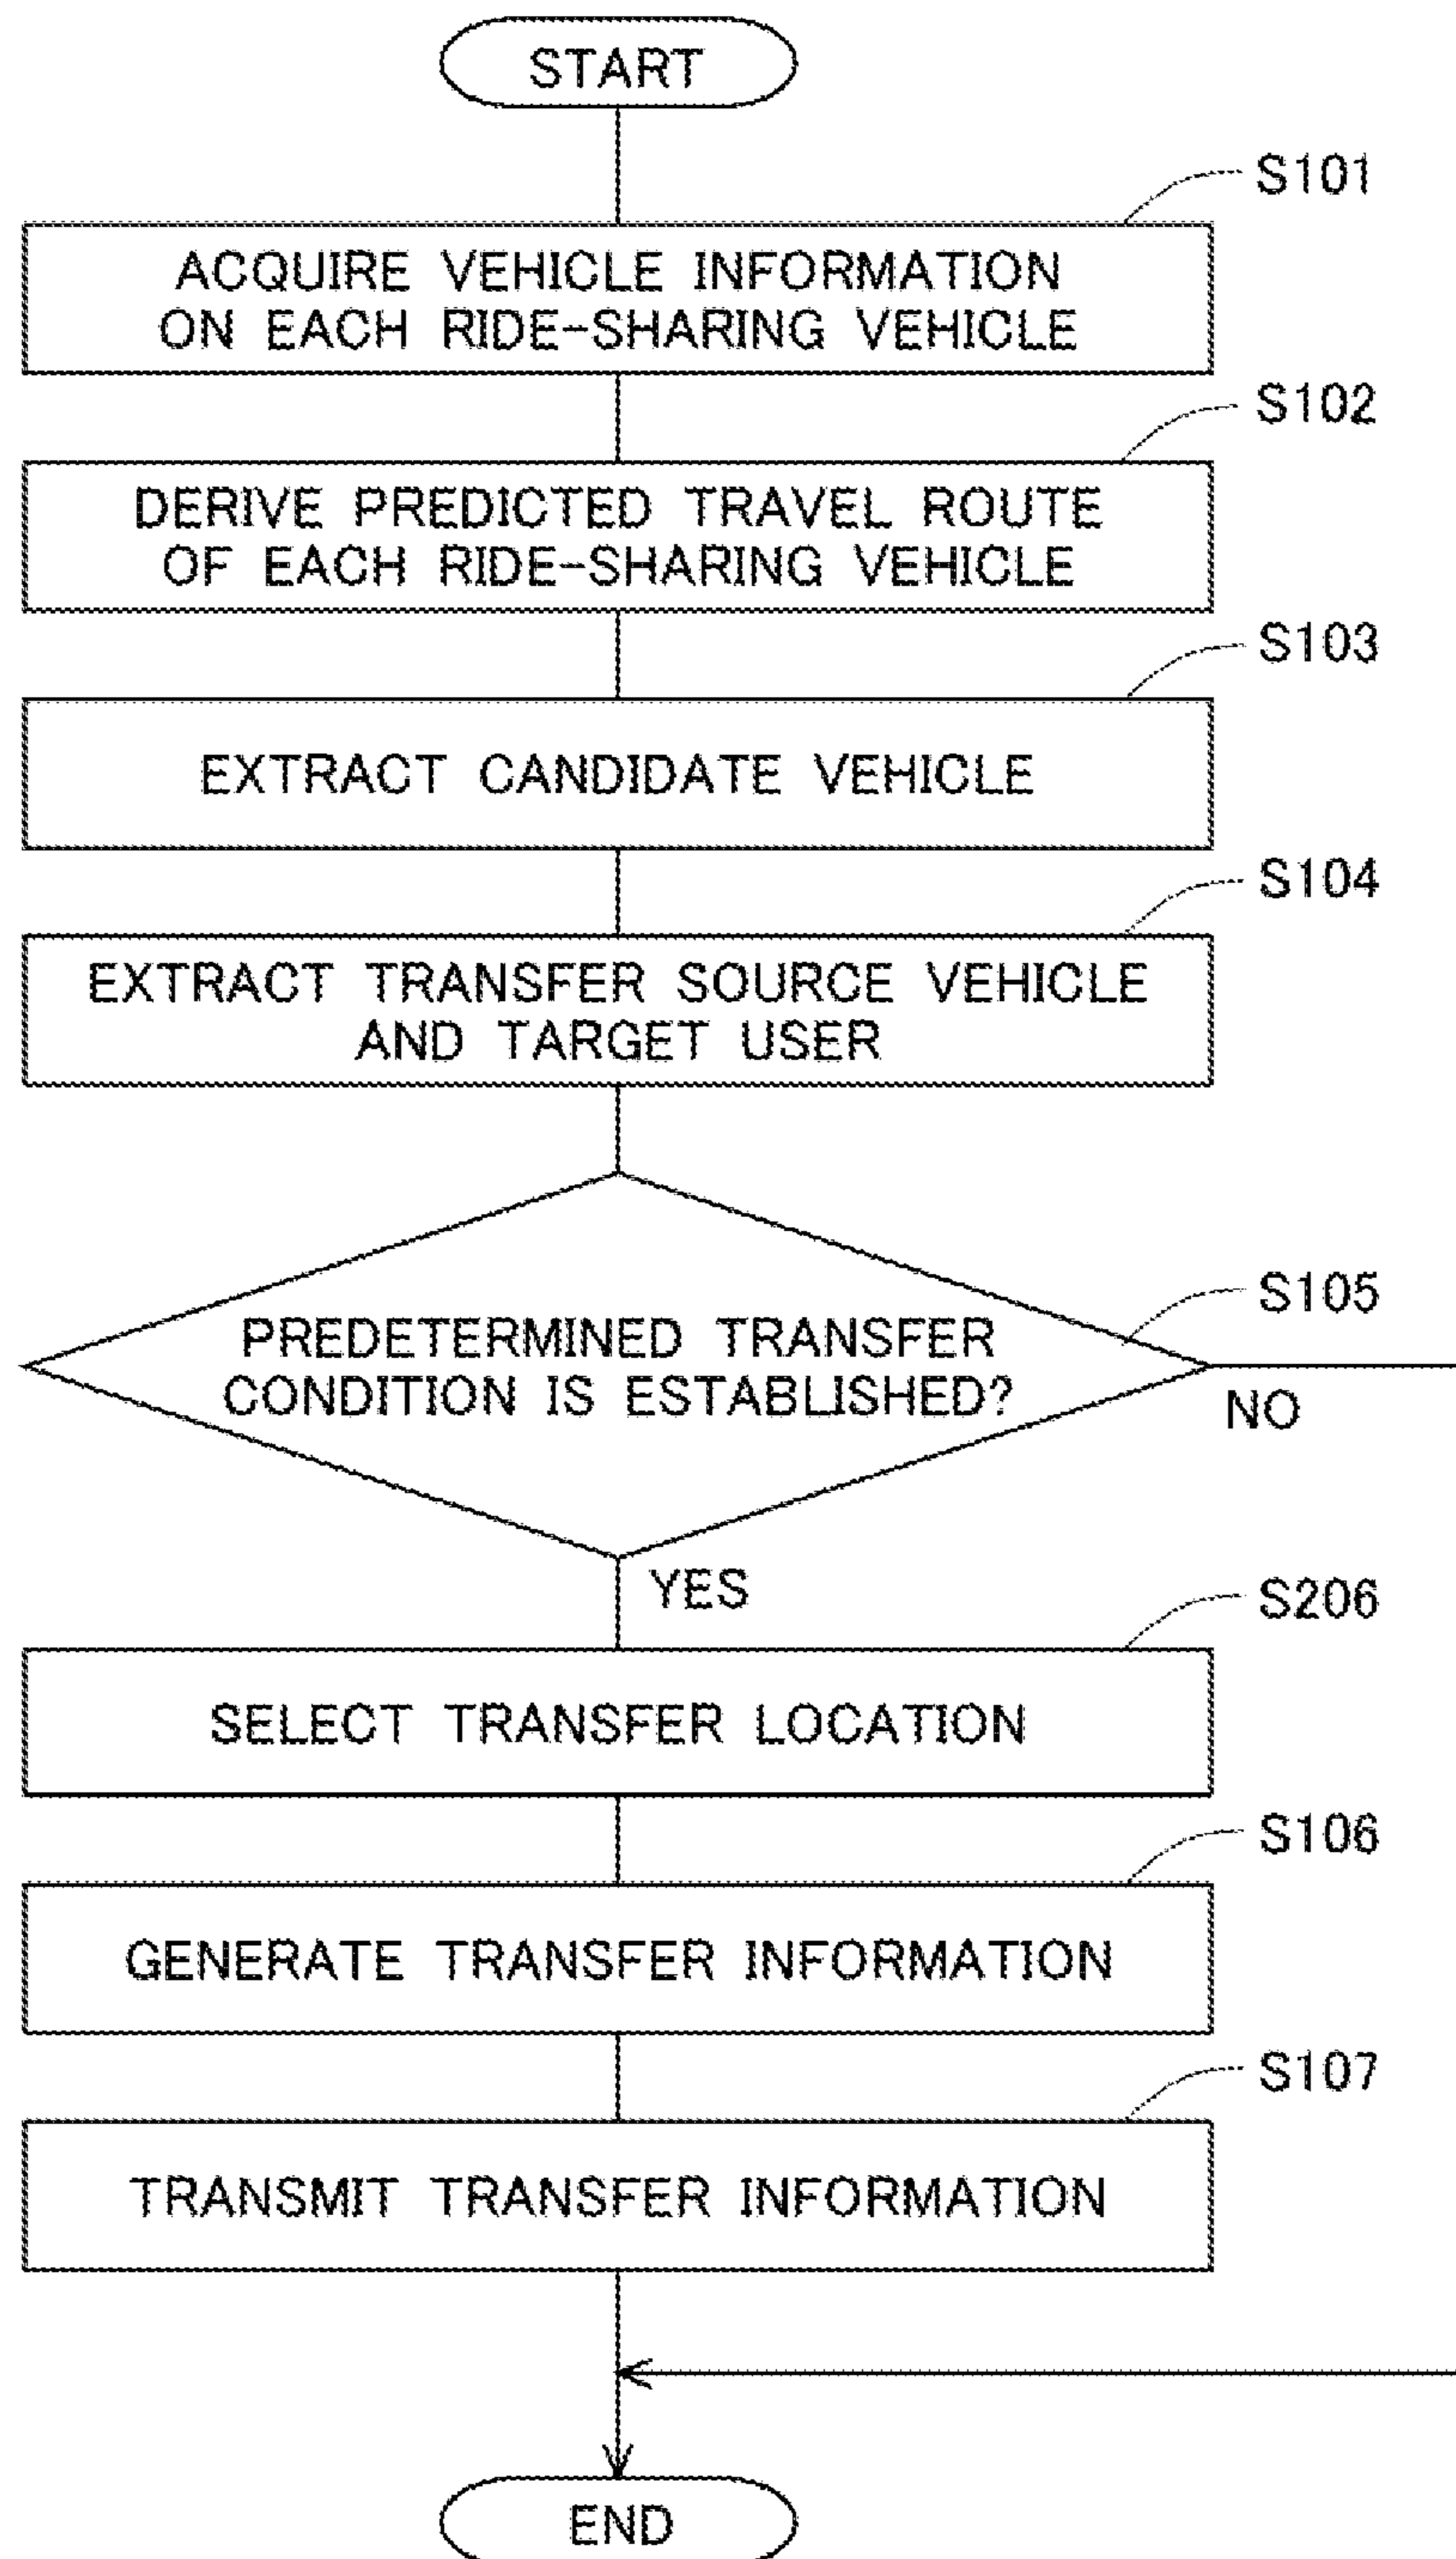 START
S101
ACQUIRE VEHICLE INFORMATION
ON EACH RIDE-SHARING VEHICLE
S102
DERIVE PREDICTED TRAVEL ROUTE
OF EACH RIDE-SHARING VEHICLE
S103
EXTRACT CANDIDATE VEHICLE
S104
EXTRACT TRANSFER SOURCE VEHICLE
AND TARGET USER
S105
PREDETERMINED TRANSFER
CONDITION IS ESTABLISHED?
NO
YES
S206
SELECT TRANSFER LOCATION
S106
GENERATE TRANSFER INFORMATION
S107
TRANSMIT TRANSFER INFORMATION
END